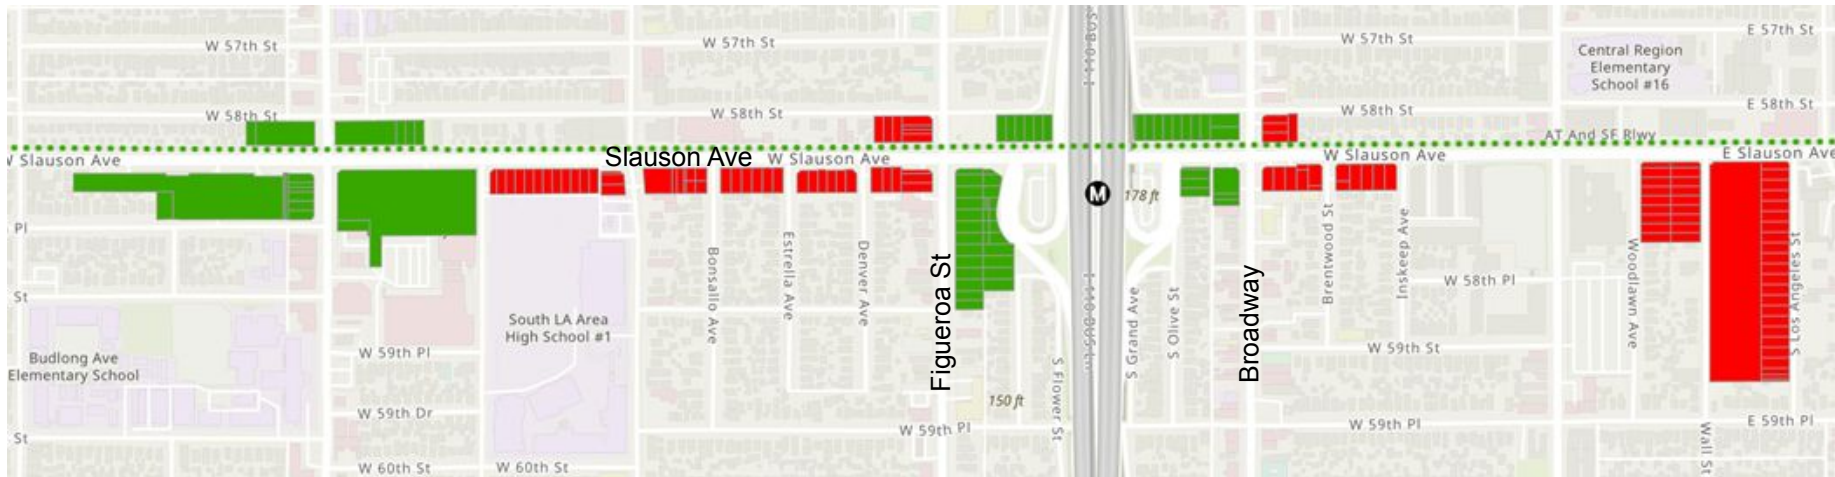 W 57th St
W 57th St
W 57th St
E 57th St
Central Region
Elementary
School #16
W 58th St
W 58th St
W 58th St
E 58th St
AT And SF Rlwy
W Slauson Ave
Slauson Ave
W Slauson Ave
W Slauson Ave
E Slauson Ave
M
178 ft
Pl
Bonsallo Ave
Estrella Ave
Denver Ave
Figueroa St
Broadway
Brentwood St
Inskeep Ave
W 58th Pl
Woodlawn Ave
S Los Angeles St
St
South LA Area
High School #1
Budlong Ave
Elementary School
W 59th Pl
S Flower St
S Grand Ave
S Olive St
W 59th St
150 ft
W 59th Dr
W 59th Pl
W 59th Pl
Wall St
E 59th Pl
St
W 60th St
W 60th St